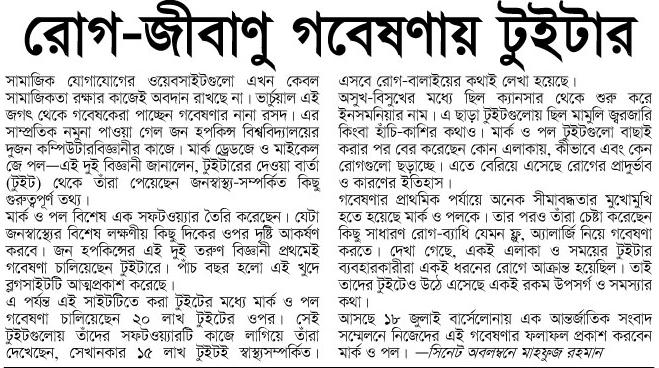 রোগ-জীবাণু গবেষণায় টুইটার
সামাজিক যোগাযোগের ওয়েবসাইটগুলো এখন কেবল
সামাজিকতা রক্ষার কাজেই অবদান রাখছে না। ভার্চুয়াল এই
জগৎ থেকে গবেষকেরা পাচ্ছেন গবেষণার নানা রসদ। এর
সাম্প্রতিক নমুনা পাওয়া গেল জন হপকিন্স বিশ্ববিদ্যালয়ের
দুজন কম্পিউটারবিজ্ঞানীর কাজে। মার্ক ড্রেডজে ও মাইকেল
জে পল—এই দুই বিজ্ঞানী জানালেন, টুইটারের দেওয়া বার্তা
(টুইট) থেকে তাঁরা পেয়েছেন জনস্বাস্থ্য-সম্পর্কিত কিছু
গুরুত্বপূর্ণ তথ্য।
মার্ক ও পল বিশেষ এক সফটওয়্যার তৈরি করেছেন। যেটা
জনস্বাস্থ্যের বিশেষ লক্ষণীয় কিছু দিকের ওপর দৃষ্টি আকর্ষণ
করবে। জন হপকিন্সের এই দুই তরুণ বিজ্ঞানী প্রথমেই
গবেষণা চালিয়েছেন টুইটারে। পাঁচ বছর হলো এই খুদে
ব্লগসাইটটি আত্মপ্রকাশ করেছে।
এ পর্যন্ত এই সাইটটিতে করা টুইটের মধ্যে মার্ক ও পল
গবেষণা চালিয়েছেন ২০ লাখ টুইটের ওপর। সেই
টুইটগুলোয় তাঁদের সফটওয়্যারটি কাজে লাগিয়ে তাঁরা
দেখেছেন, সেখানকার ১৫ লাখ টুইটই স্বাস্থ্যসম্পর্কিত।
এসবে রোগ-বালাইয়ের কথাই লেখা হয়েছে।
অসুখ-বিসুখের মধ্যে ছিল ক্যানসার থেকে শুরু করে
ইনসমনিয়ার নাম। এ ছাড়া টুইটগুলোয় ছিল মামুলি জ্বরজারি
কিংবা হাঁচি-কাশির কথাও। মার্ক ও পল টুইটগুলো বাছাই
করার পর বের করেছেন কোন এলাকায়, কীভাবে এবং কেন
রোগগুলো ছড়াচ্ছে। এতে বেরিয়ে এসেছে রোগের প্রাদুর্ভাব
ও কারণের ইতিহাস।
গবেষণার প্রাথমিক পর্যায়ে অনেক সীমাবদ্ধতার মুখোমুখি
হতে হয়েছে মার্ক ও পলকে। তার পরও তাঁরা চেষ্টা করেছেন
কিছু সাধারণ রোগ-ব্যাধি যেমন ফ্লু, অ্যালার্জি নিয়ে গবেষণা
করতে। দেখা গেছে, একই এলাকা ও সময়ের টুইটার
ব্যবহারকারীরা একই ধরনের রোগে আক্রান্ত হয়েছিল। তাই
তাদের টুইটেও উঠে এসেছে একই রকম উপসর্গ ও সমস্যার
কথা।
আসছে ১৮ জুলাই বার্সেলোনায় এক আন্তর্জাতিক সংবাদ
সম্মেলনে নিজেদের এই গবেষণার ফলাফল প্রকাশ করবেন
মার্ক ও পল। —সিনেট অবলম্বনে মাহফুজ রহমান